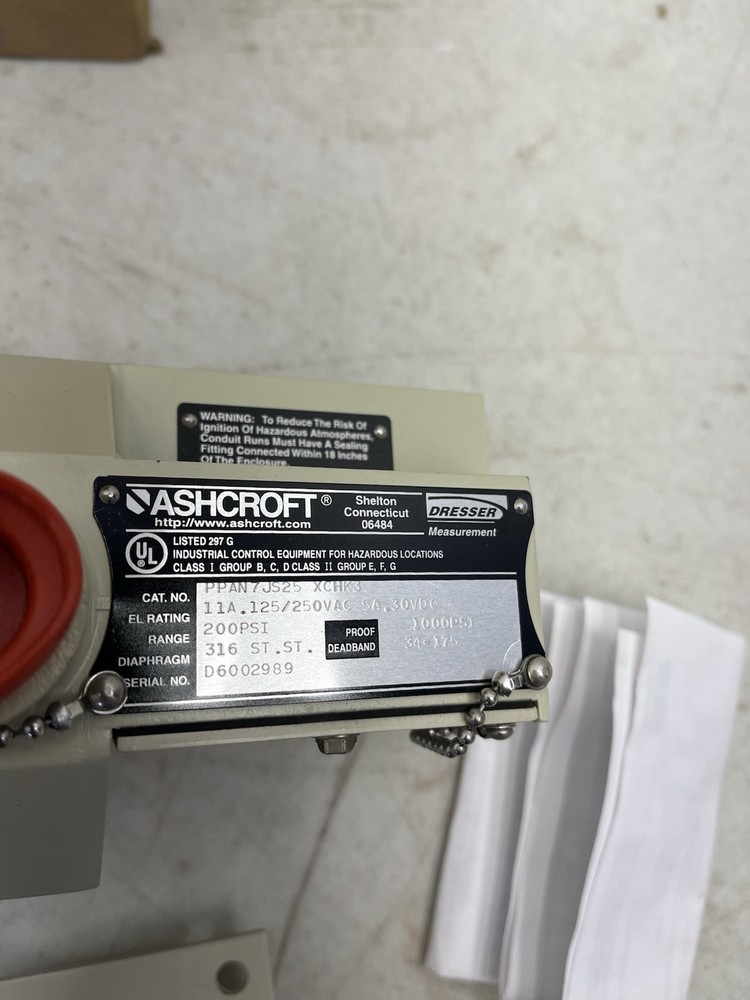 WARNING: To Reduce The Risk Of
Ignition Of Hazardous Atmospheres,
Conduit Runs Must Have A Sealing
Fitting Connected Within 18 Inches
Of The Enclosure.
ASHCROFT®
http://www.ashcroft.com
Shelton
Connecticut
06484
DRESSER
Measurement
UL
LISTED 297 G
INDUSTRIAL CONTROL EQUIPMENT FOR HAZARDOUS LOCATIONS
CLASS I GROUP B, C, D CLASS II GROUP E, F, G
CAT. NO. PPAN7JS25 XCHK3
EL RATING 11A.125/250VAC 5A.30VDC
RANGE 200PSI PROOF 1000PSI
DIAPHRAGM 316 ST.ST. DEADBAND 34-175
SERIAL NO. D6002989